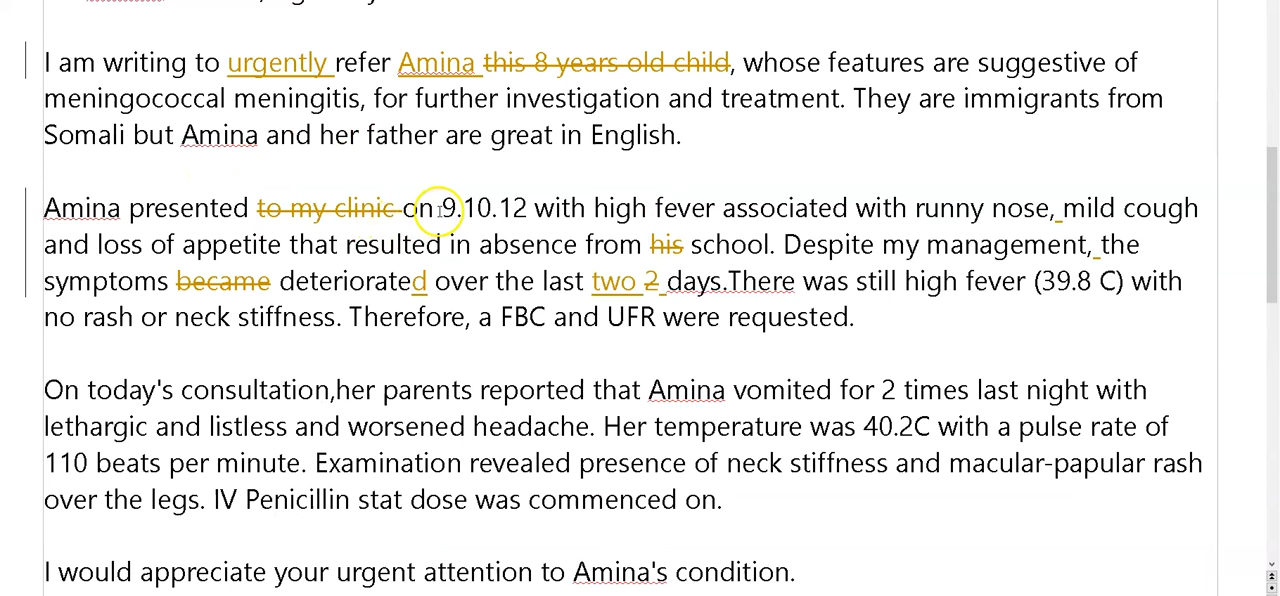 I am writing to urgently refer Amina this 8 years old child, whose features are suggestive of
meningococcal meningitis, for further investigation and treatment. They are immigrants from
Somali but Amina and her father are great in English.
Amina presented to my clinic on 9.10.12 with high fever associated with runny nose, mild cough
and loss of appetite that resulted in absence from his school. Despite my management, the
symptoms became deteriorated over the last two 2 days.There was still high fever (39.8 C) with
no rash or neck stiffness. Therefore, a FBC and UFR were requested.
On today's consultation,her parents reported that Amina vomited for 2 times last night with
lethargic and listless and worsened headache. Her temperature was 40.2C with a pulse rate of
110 beats per minute. Examination revealed presence of neck stiffness and macular-papular rash
over the legs. IV Penicillin stat dose was commenced on.
I would appreciate your urgent attention to Amina's condition.